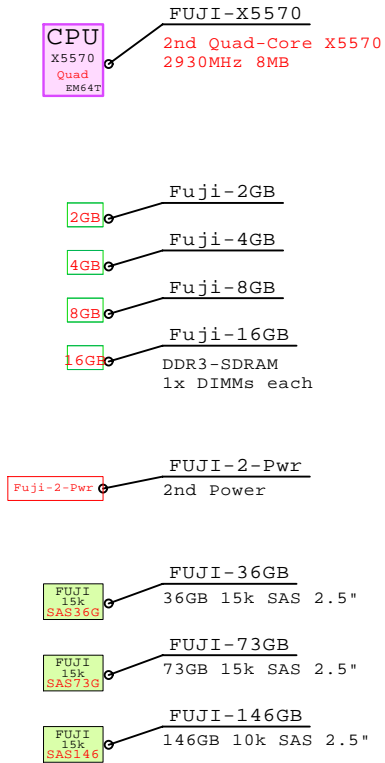 FUJI-X5570
CPU
X5570
Quad
EM64T
2nd Quad-Core X5570
2930MHz 8MB
Fuji-2GB
2GB
Fuji-4GB
4GB
Fuji-8GB
8GB
Fuji-16GB
16GB
DDR3-SDRAM
1x DIMMs each
FUJI-2-Pwr
Fuji-2-Pwr
2nd Power
FUJI-36GB
FUJI
15k
SAS36G
36GB 15k SAS 2.5"
FUJI-73GB
FUJI
15k
SAS73G
73GB 15k SAS 2.5"
FUJI-146GB
FUJI
15k
SAS146
146GB 10k SAS 2.5"